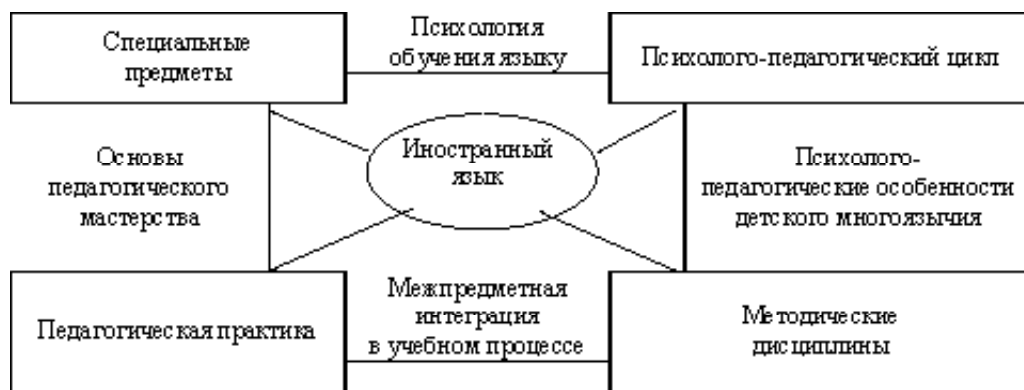 Специальные
предметы
Психология
обучения языку
Психолого-педагогический цикл
Основы
педагогического
мастерства
Иностранный
язык
Психолого-
педагогические особенности
детского многоязычия
Педагогическая практика
Межпредметная
интеграция
в учебном процессе
Методические
дисциплины